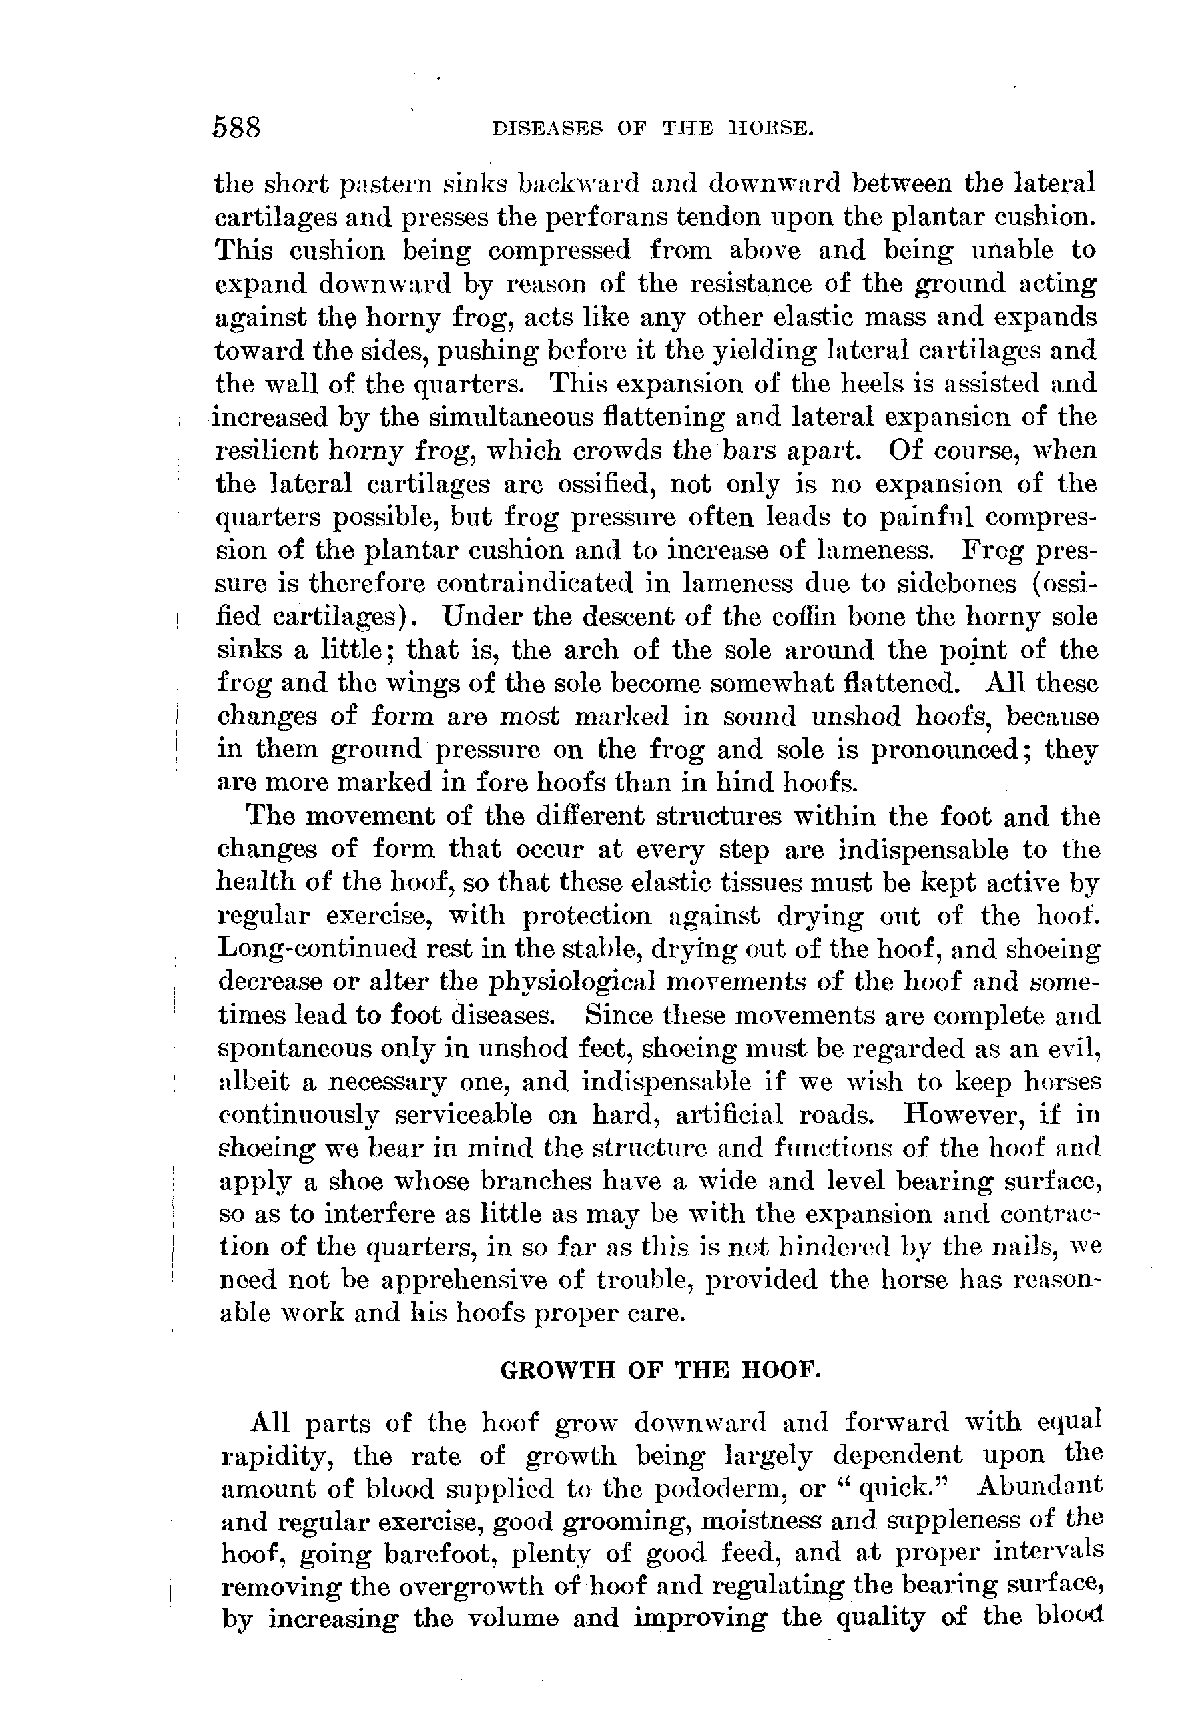 588 DISEASES OF THE HORSE.
the short pastern sinks backward and downward between the lateral
cartilages and presses the perforans tendon upon the plantar cushion.
This cushion being compressed from above and being unable to
expand downward by reason of the resistance of the ground acting
against the horny frog, acts like any other elastic mass and expands
toward the sides, pushing before it the yielding lateral cartilages and
the wall of the quarters. This expansion of the heels is assisted and
increased by the simultaneous flattening and lateral expansion of the
resilient horny frog, which crowds the bars apart. Of course, when
the lateral cartilages are ossified, not only is no expansion of the
quarters possible, but frog pressure often leads to painful compres-
sion of the plantar cushion and to increase of lameness. Frog pres-
sure is therefore contraindicated in lameness due to sidebones (ossi-
fied cartilages). Under the descent of the coffin bone the horny sole
sinks a little; that is, the arch of the sole around the point of the
frog and the wings of the sole become somewhat flattened. All these
changes of form are most marked in sound unshod hoofs, because
in them ground pressure on the frog and sole is pronounced; they
are more marked in fore hoofs than in hind hoofs.
The movement of the different structures within the foot and the
changes of form that occur at every step are indispensable to the
health of the hoof, so that these elastic tissues must be kept active by
regular exercise, with protection against drying out of the hoof.
Long-continued rest in the stable, drying out of the hoof, and shoeing
decrease or alter the physiological movements of the hoof and some-
times lead to foot diseases. Since these movements are complete and
spontaneous only in unshod feet, shoeing must be regarded as an evil,
albeit a necessary one, and indispensable if we wish to keep horses
continuously serviceable on hard, artificial roads. However, if in
shoeing we bear in mind the structure and functions of the hoof and
apply a shoe whose branches have a wide and level bearing surface,
so as to interfere as little as may be with the expansion and contrac-
tion of the quarters, in so far as this is not hindered by the nails, we
need not be apprehensive of trouble, provided the horse has reason-
able work and his hoofs proper care.
GROWTH OF THE HOOF.
All parts of the hoof grow downward and forward with equal
rapidity, the rate of growth being largely dependent upon the
amount of blood supplied to the pododerm, or " quick." Abundant
and regular exercise, good grooming, moistness and suppleness of the
hoof, going barefoot, plenty of good feed, and at proper intervals
removing the overgrowth of hoof and regulating the bearing surface,
by increasing the volume and improving the quality of the blood